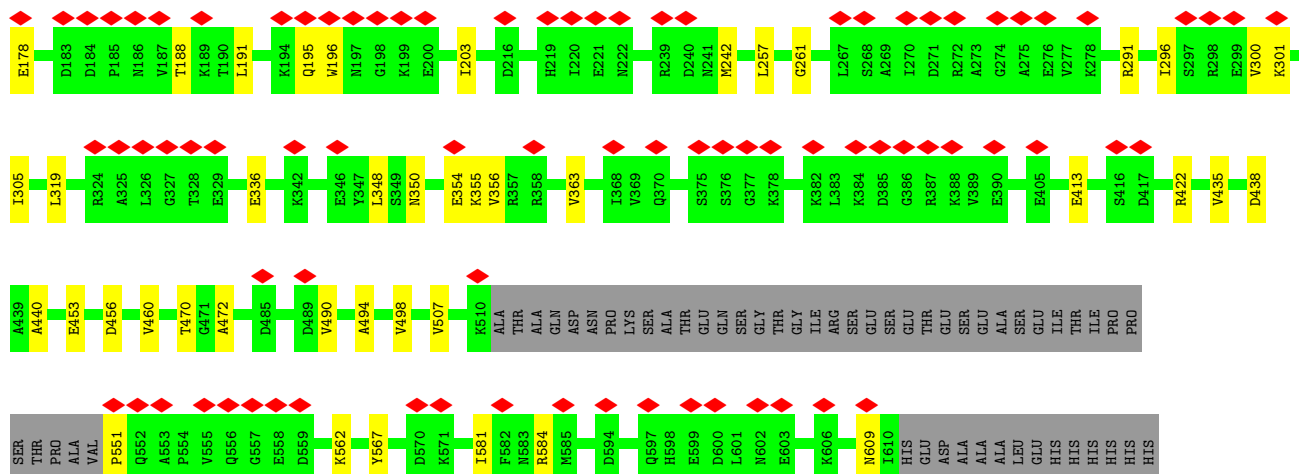 E178 D183 D184 P185 N186 V187 T188 K189 T190 L191 K194 Q195 W196 N197 G198 K199 E200 I203 D216 H219 I220 E221 N222 R239 D240 N241 M242 L257 G261 L267 S268 A269 I270 D271 R272 A273 G274 A275 E276 V277 K278 R291 I296 S297 R298 E299 V300 K301
I305 L319 R324 A325 L326 G327 T328 E329 E336 K342 E346 Y347 L348 S349 N350 E354 K355 V356 R357 R358 V363 I368 V369 Q370 S375 S376 G377 K378 K382 L383 K384 D385 G386 R387 K388 V389 E390 E405 E413 S416 D417 R422 V435 D438
A439 A440 E453 D456 V460 T470 G471 A472 D485 D489 V490 A494 V498 V507 K510 ALA THR ALA GLN ASP ASN PRO LYS SER ALA THR GLU GLN SER GLY THR GLY ILE ARG SER GLU SER GLU THR GLU SER GLU ALA SER GLU ILE THR ILE PRO PRO
SER THR PRO ALA VAL P551 Q552 A553 P554 V555 Q556 G557 E558 D559 K562 Y567 D570 K571 I581 F582 N583 R584 M585 D594 Q597 H598 E599 D600 L601 N602 E603 K606 N609 I610 HIS GLU ASP ALA ALA ALA LEU GLU HIS HIS HIS HIS HIS HIS